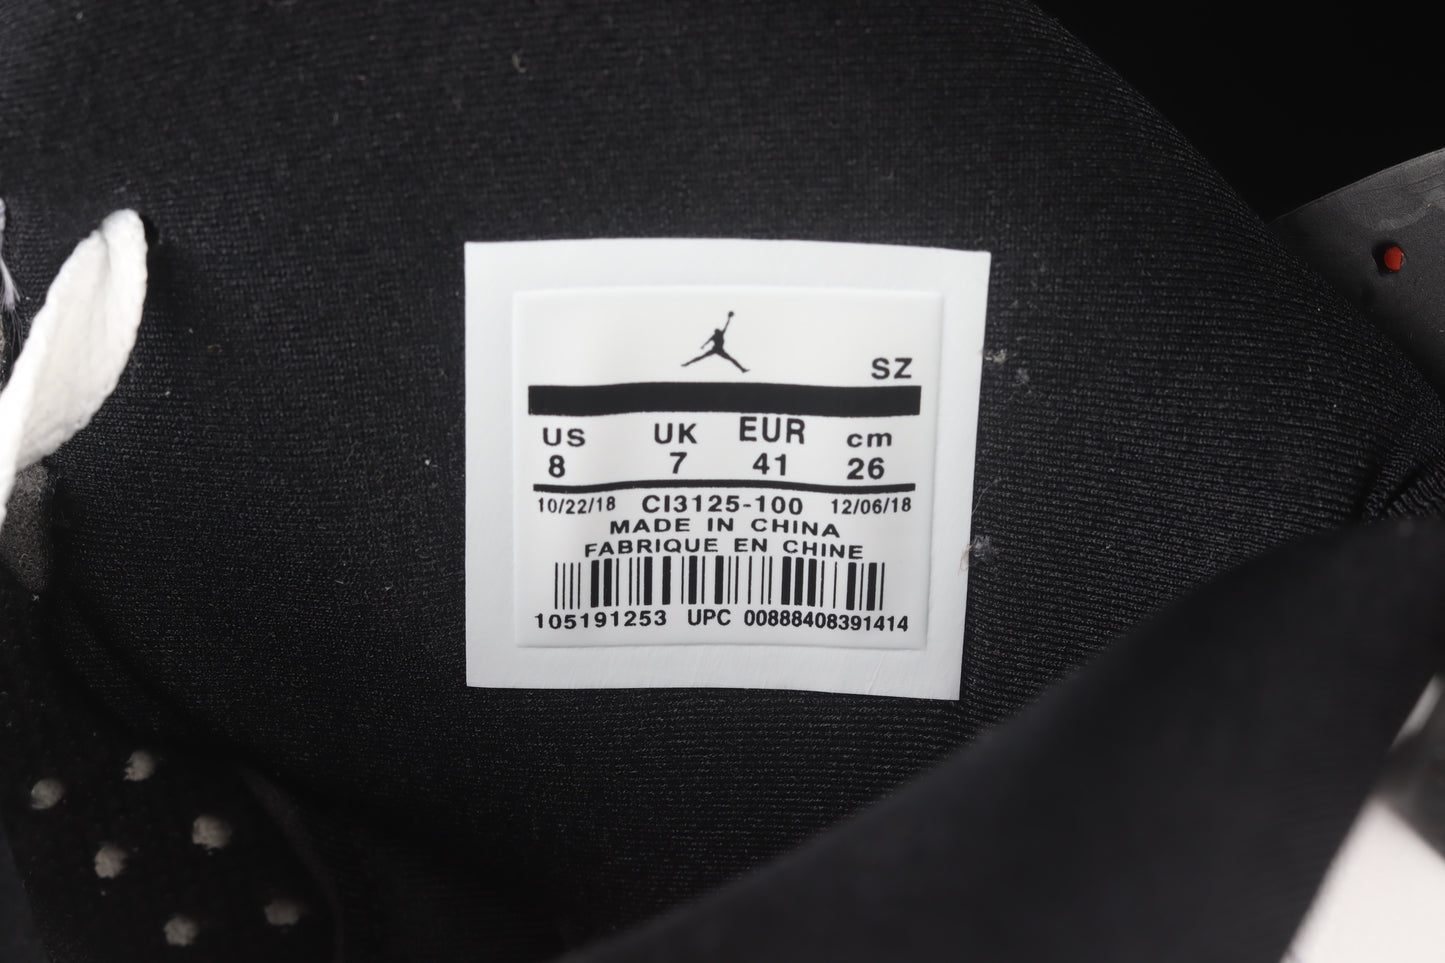 SZ
US UK EUR cm
8 7 41 26
10/22/18 CI3125-100 12/06/18
MADE IN CHINA
FABRIQUE EN CHINE
105191253 UPC 00888408391414